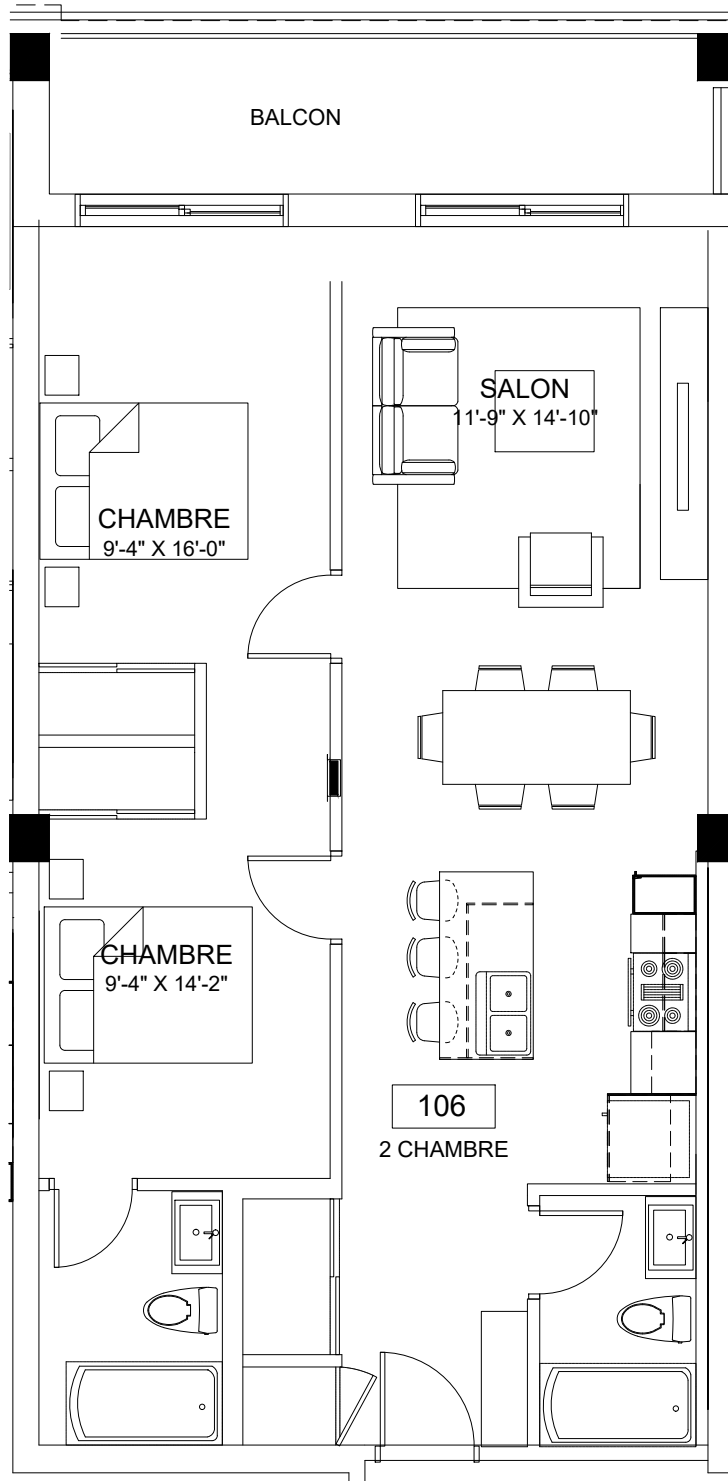 BALCON
SALON
11'-9" X 14'-10"
CHAMBRE
9'-4" X 16'-0"
CHAMBRE
9'-4" X 14'-2"
106
2 CHAMBRE